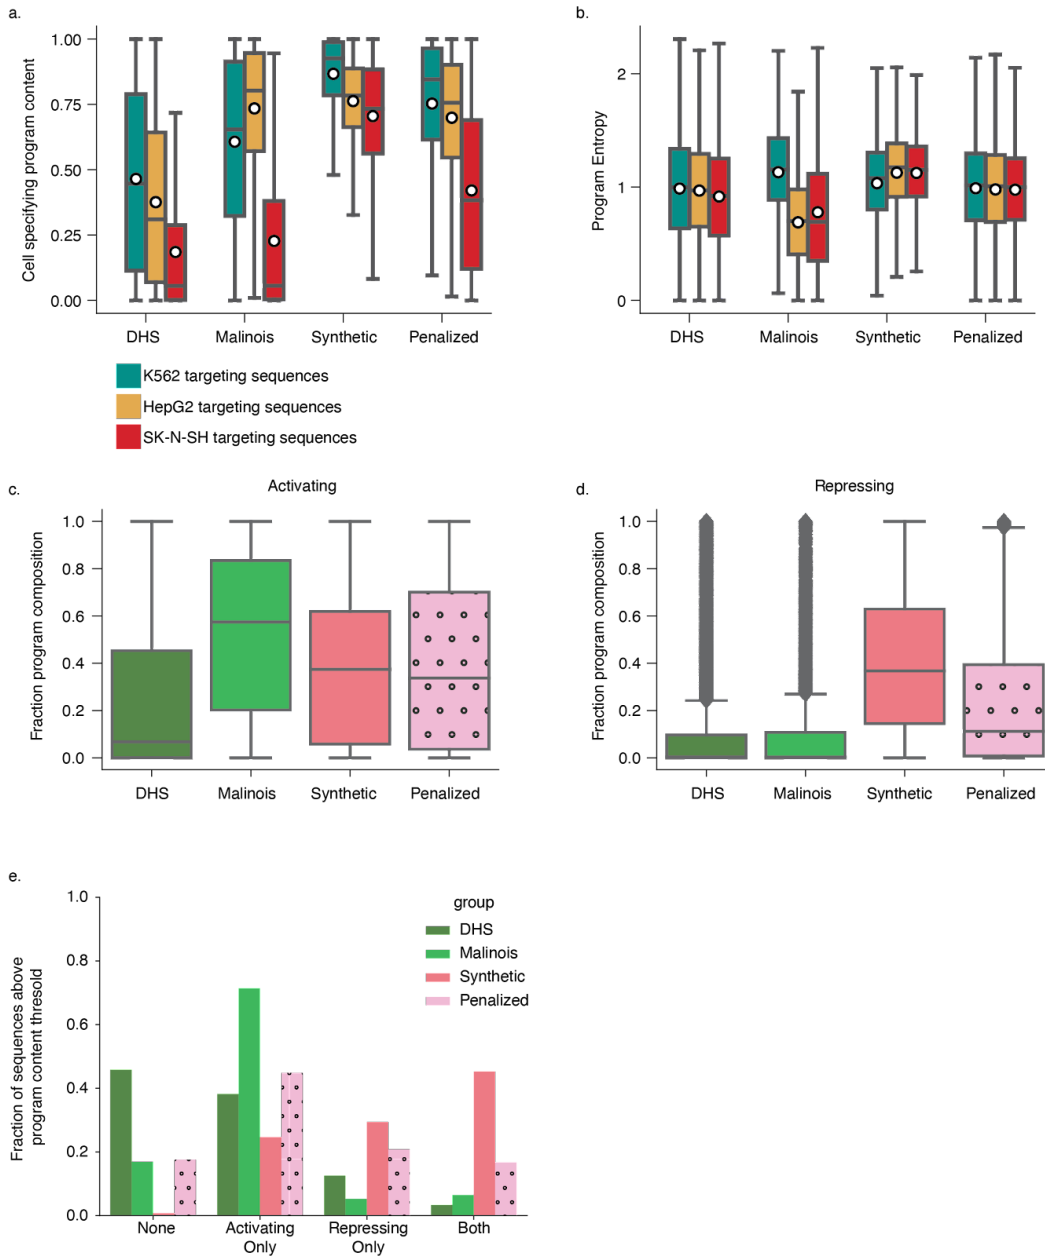 a.
Cell specifying program content
1.00
0.75
0.50
0.25
0.00
DHS
Malinois
Synthetic
Penalized
K562 targeting sequences
HepG2 targeting sequences
SK-N-SH targeting sequences
b.
Program Entropy
2
1
0
DHS
Malinois
Synthetic
Penalized
c.
Activating
Fraction program composition
1.0
0.8
0.6
0.4
0.2
0.0
DHS
Malinois
Synthetic
Penalized
d.
Repressing
Fraction program composition
1.0
0.8
0.6
0.4
0.2
0.0
DHS
Malinois
Synthetic
Penalized
e.
Fraction of sequences above
program content thresold
1.0
0.8
0.6
0.4
0.2
0.0
group
DHS
Malinois
Synthetic
Penalized
None
Activating
Only
Repressing
Only
Both